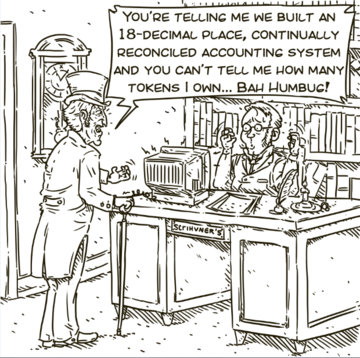 YOU'RE TELLING ME WE BUILT AN
18-DECIMAL PLACE, CONTINUALLY
RECONCILED ACCOUNTING SYSTEM
AND YOU CAN'T TELL ME HOW MANY
TOKENS I OWN... BAH HUMBUG!
SCRIHVNER'S